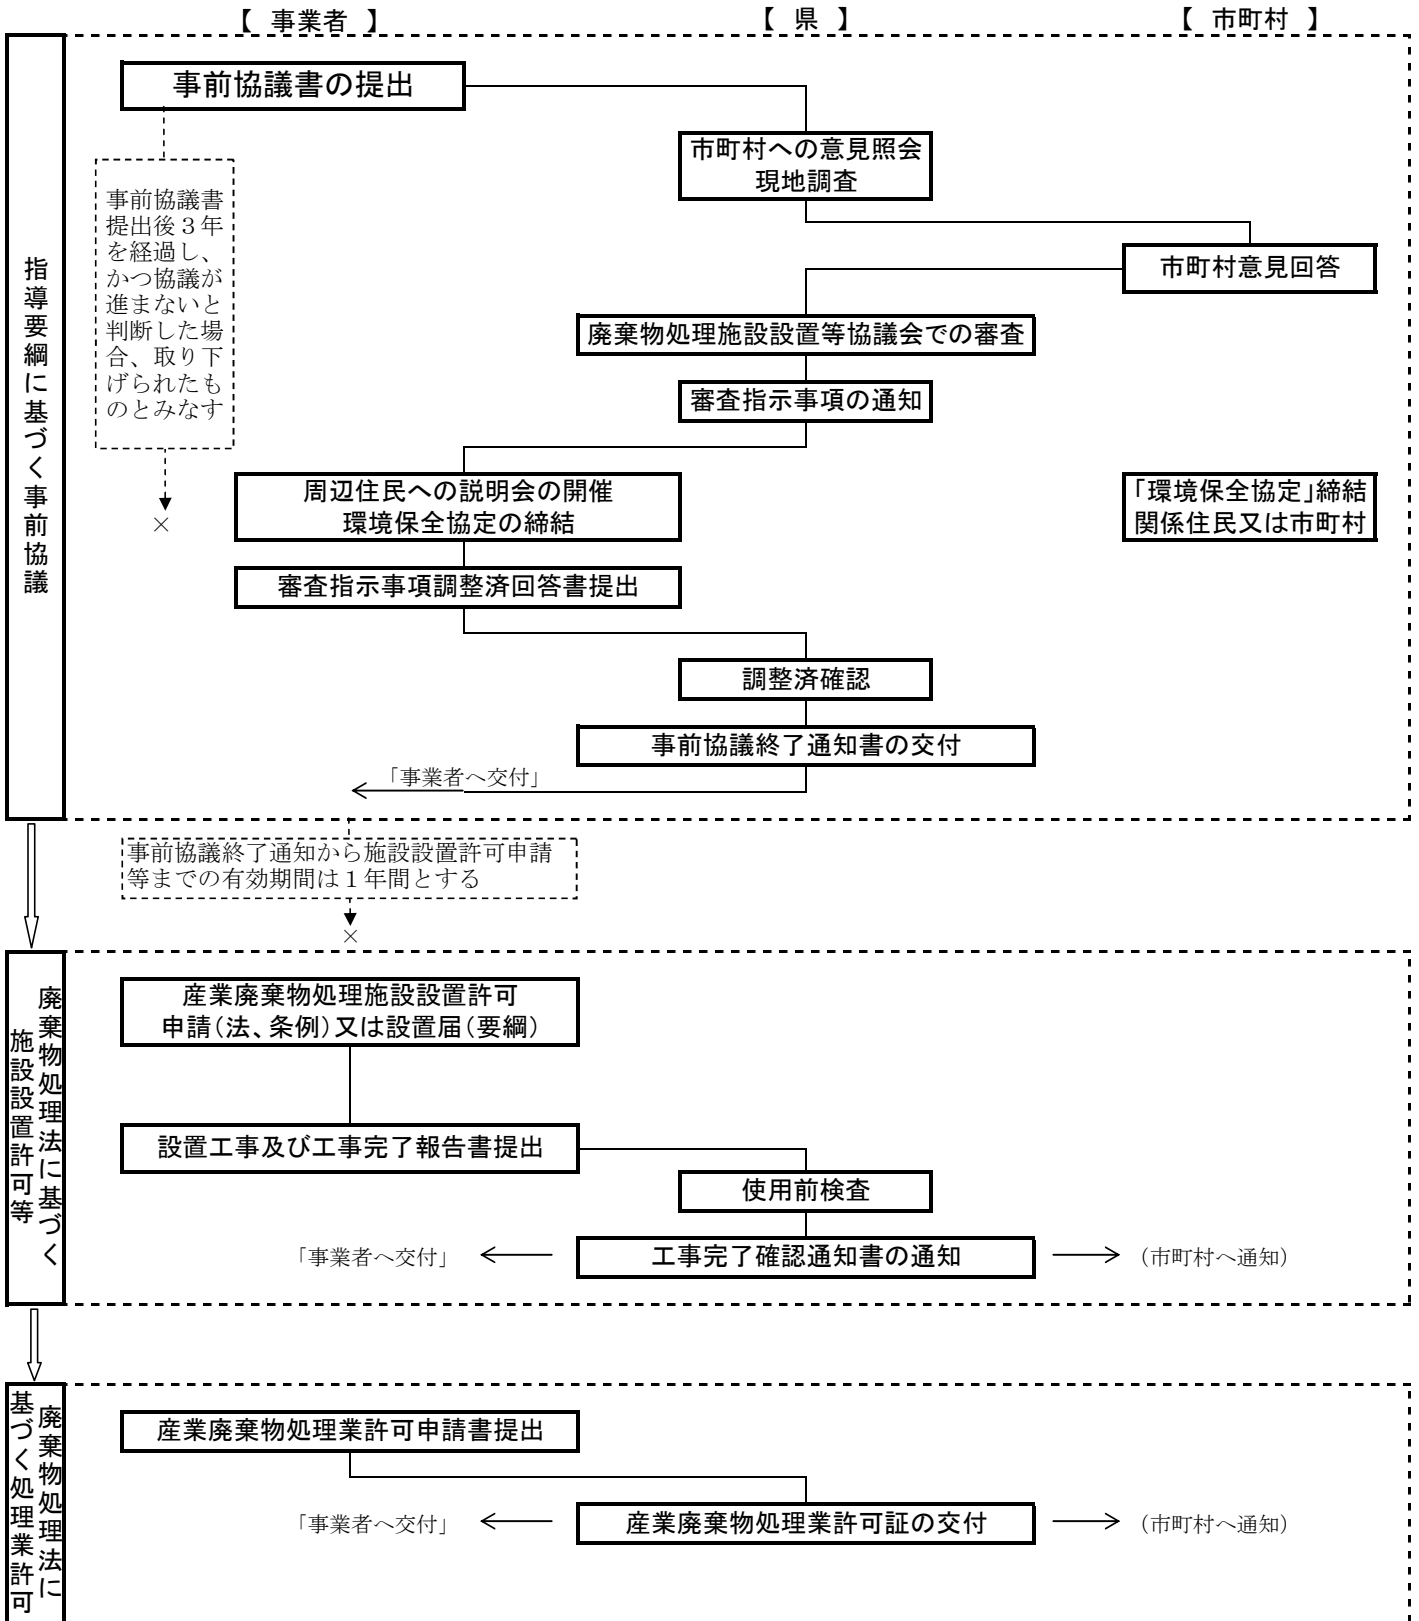 【 事業者 】
【 県 】
【 市町村 】
指導要綱に基づく事前協議
事前協議書の提出
市町村への意見照会
現地調査
事前協議書
提出後3年
を経過し、
かつ協議が
進まないと
判断した場
合、取り下
げられたも
のとみなす
×
市町村意見回答
廃棄物処理施設設置等協議会での審査
審査指示事項の通知
周辺住民への説明会の開催
環境保全協定の締結
「環境保全協定」締結
関係住民又は市町村
審査指示事項調整済回答書提出
調整済確認
事前協議終了通知書の交付
「事業者へ交付」
事前協議終了通知から施設設置許可申請
等までの有効期間は1年間とする
×
廃棄物処理法に基づく
施設設置許可等
産業廃棄物処理施設設置許可
申請(法、条例)又は設置届(要綱)
設置工事及び工事完了報告書提出
使用前検査
「事業者へ交付」
工事完了確認通知書の通知
(市町村へ通知)
廃棄物処理法に
基づく処理業許可
産業廃棄物処理業許可申請書提出
「事業者へ交付」
産業廃棄物処理業許可証の交付
(市町村へ通知)